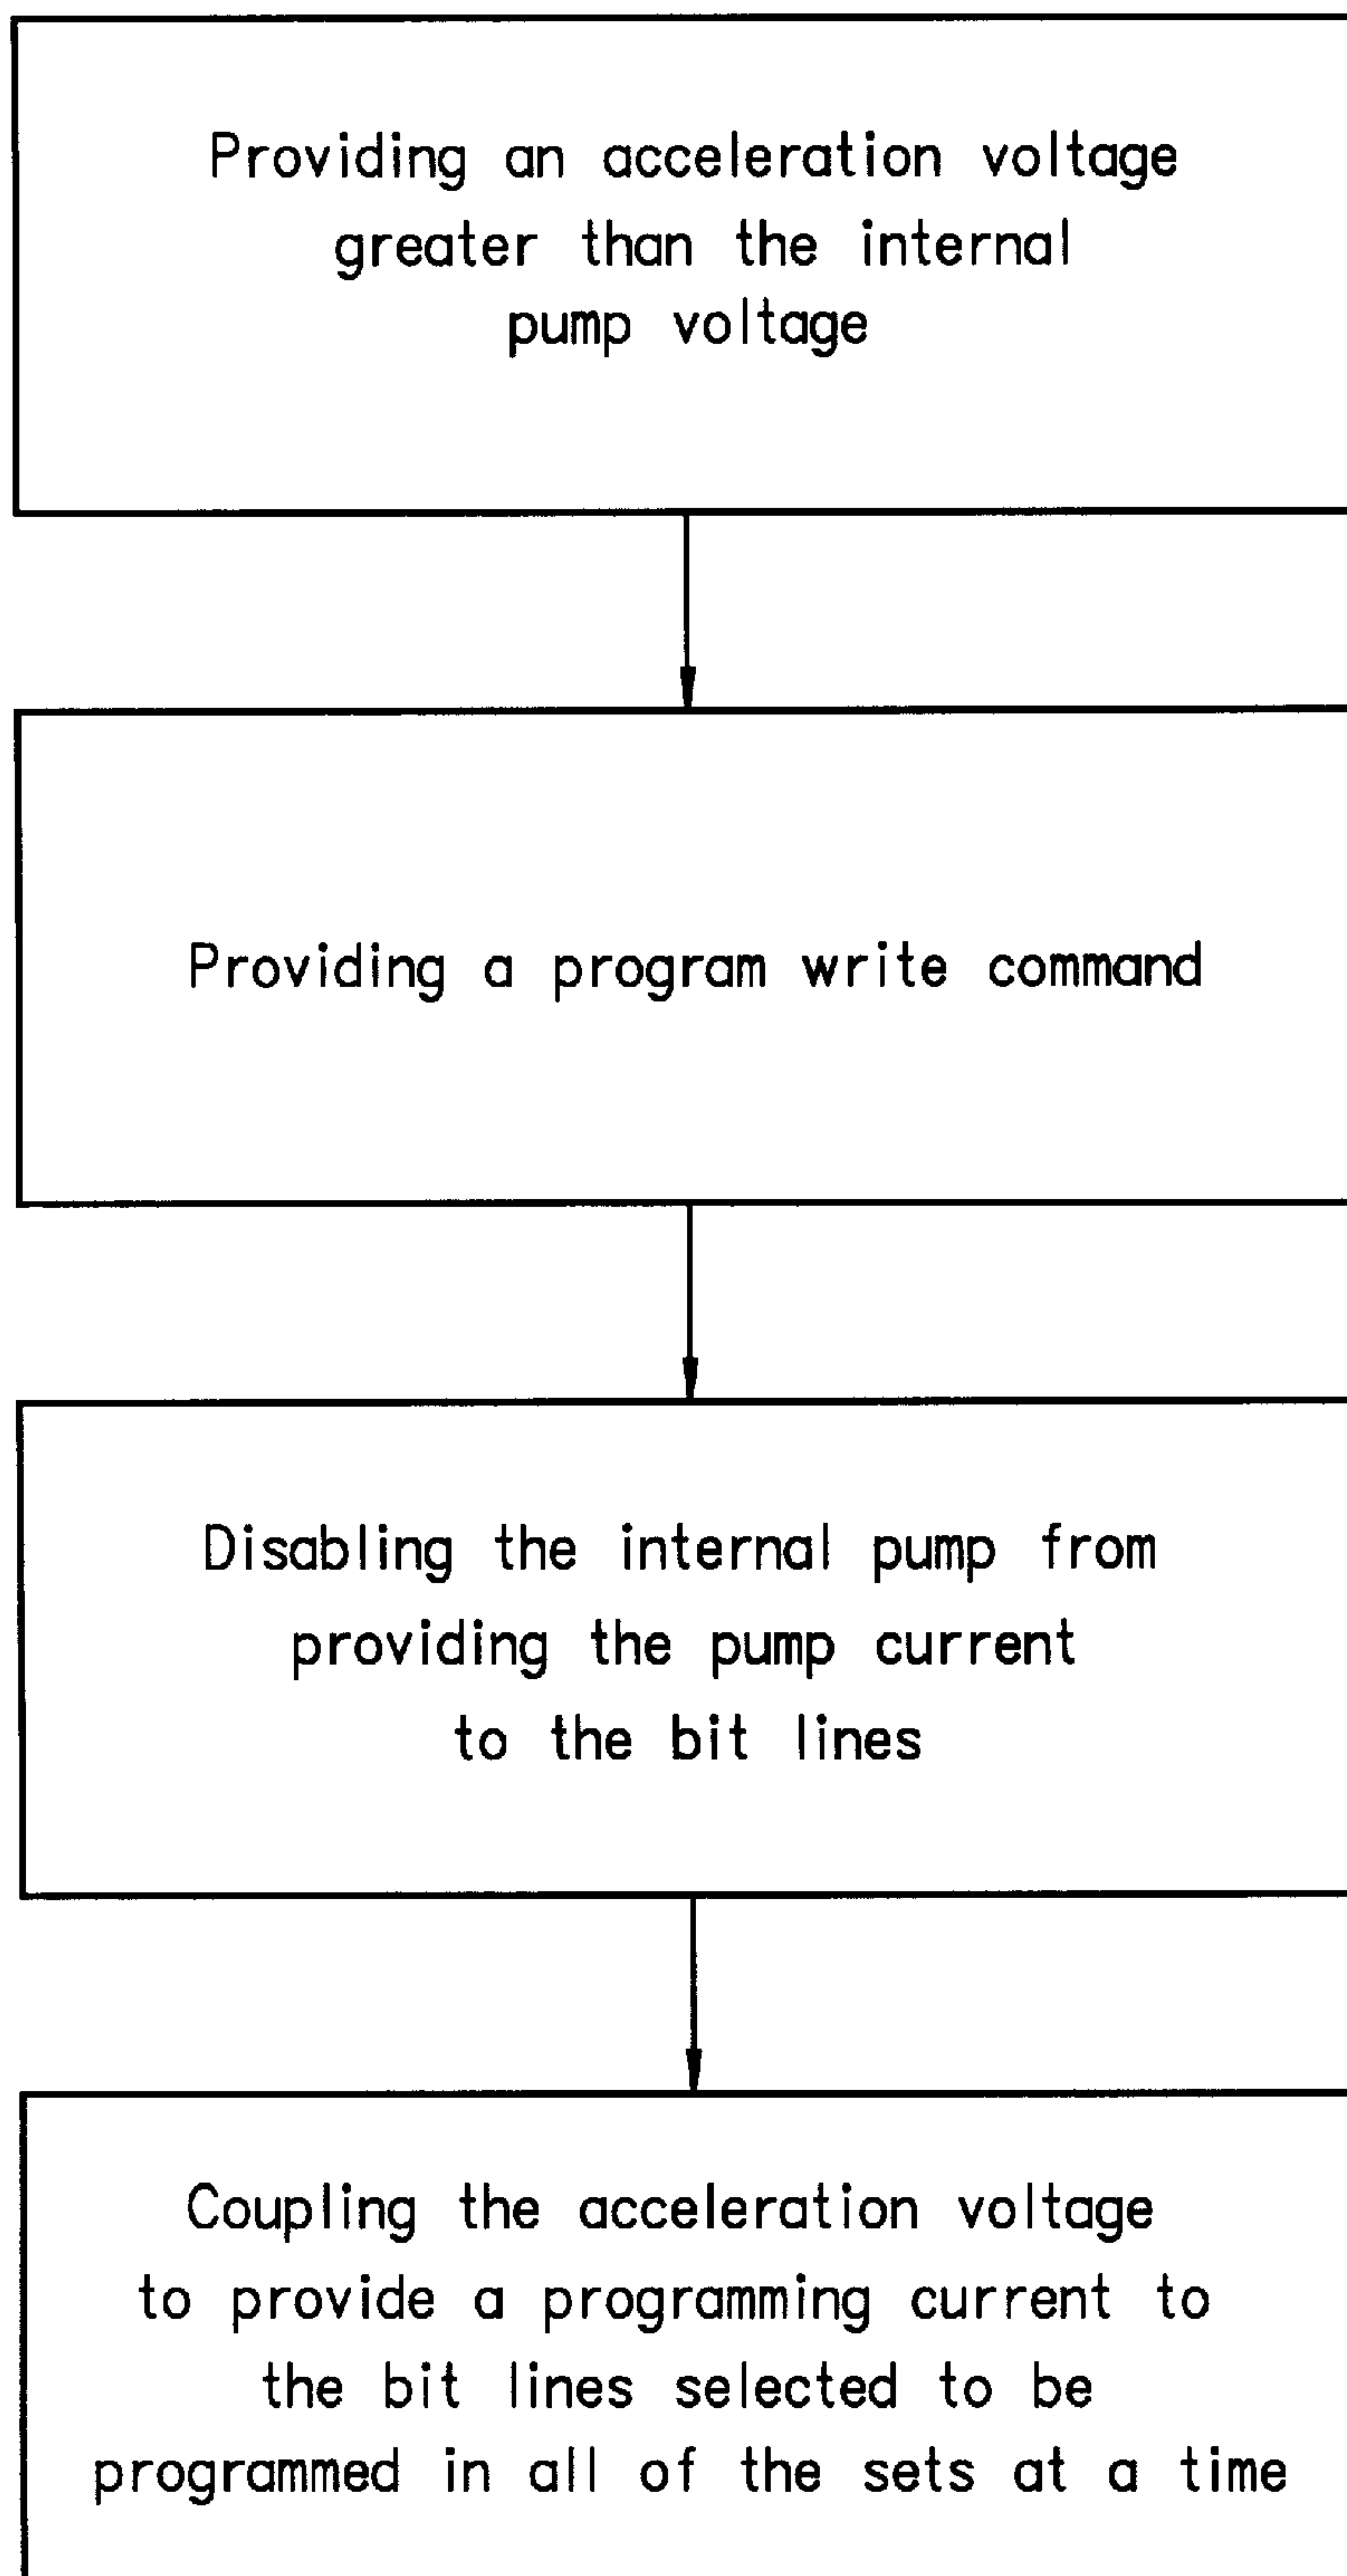 Providing an acceleration voltage
greater than the internal
pump voltage
Providing a program write command
Disabling the internal pump from
providing the pump current
to the bit lines
Coupling the acceleration voltage
to provide a programming current to
the bit lines selected to be
programmed in all of the sets at a time